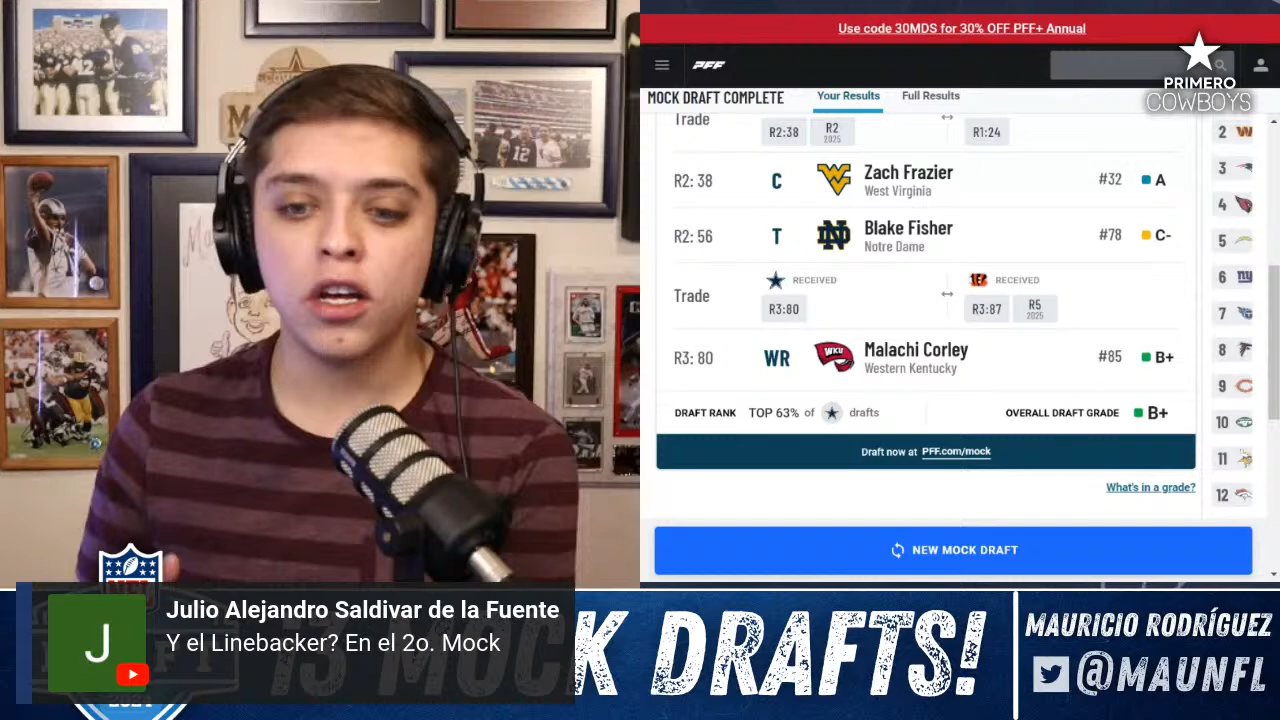 Use code 30MDS for 30% OFF PFF+ Annual
PFF
PRIMERO
COWBOYS
MOCK DRAFT COMPLETE
Your Results
Full Results
Trade
R2:38
R2
2025
R1:24
R2: 38
C
Zach Frazier
West Virginia
#32
A
R2: 56
T
Blake Fisher
Notre Dame
#78
C-
Trade
RECEIVED
R3:80
RECEIVED
R3:87
R5
2025
R3: 80
WR
WKU
Malachi Corley
Western Kentucky
#85
B+
DRAFT RANK TOP 63% of drafts
OVERALL DRAFT GRADE B+
Draft now at PFF.com/mock
What's in a grade?
NEW MOCK DRAFT
2
3
4
5
6
7
8
9
10
11
12
12
J
Julio Alejandro Saldivar de la Fuente
Y el Linebacker? En el 2o. Mock
13 MOCK DRAFTS!
MAURICIO RODRÍGUEZ
@MAUNFL